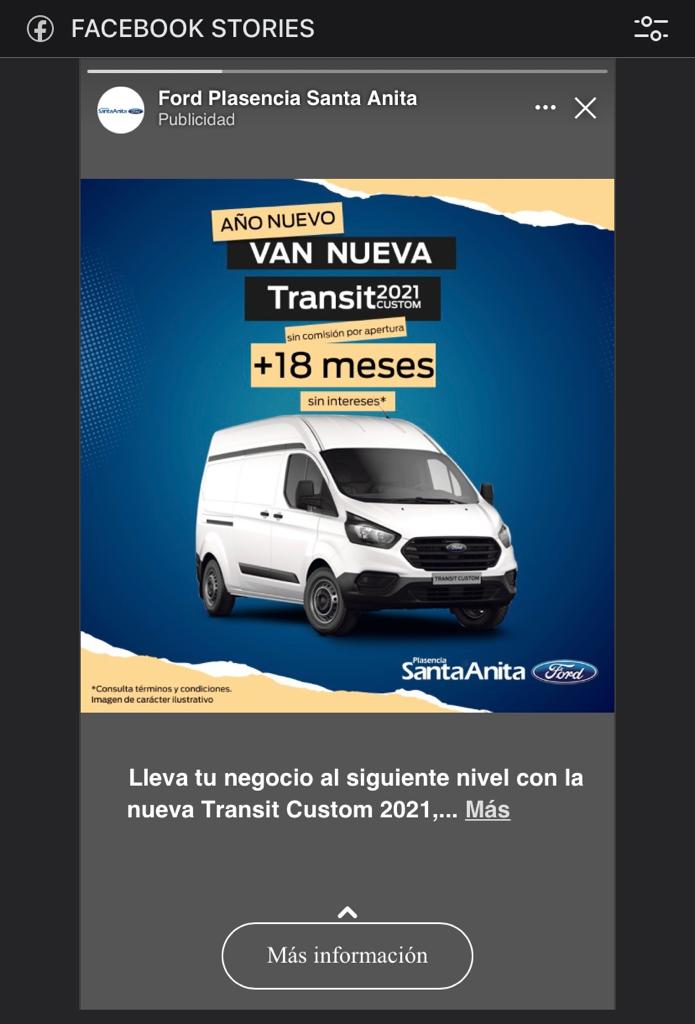 FACEBOOK STORIES
Ford Plasencia Santa Anita
Publicidad
AÑO NUEVO
VAN NUEVA
Transit 2021
CUSTOM
sin comisión por apertura
+18 meses
sin intereses*
Ford
TRANSIT CUSTOM
Plasencia
SantaAnita Ford
*Consulta términos y condiciones.
Imagen de carácter ilustrativo
Lleva tu negocio al siguiente nivel con la
nueva Transit Custom 2021,... Más
Más información